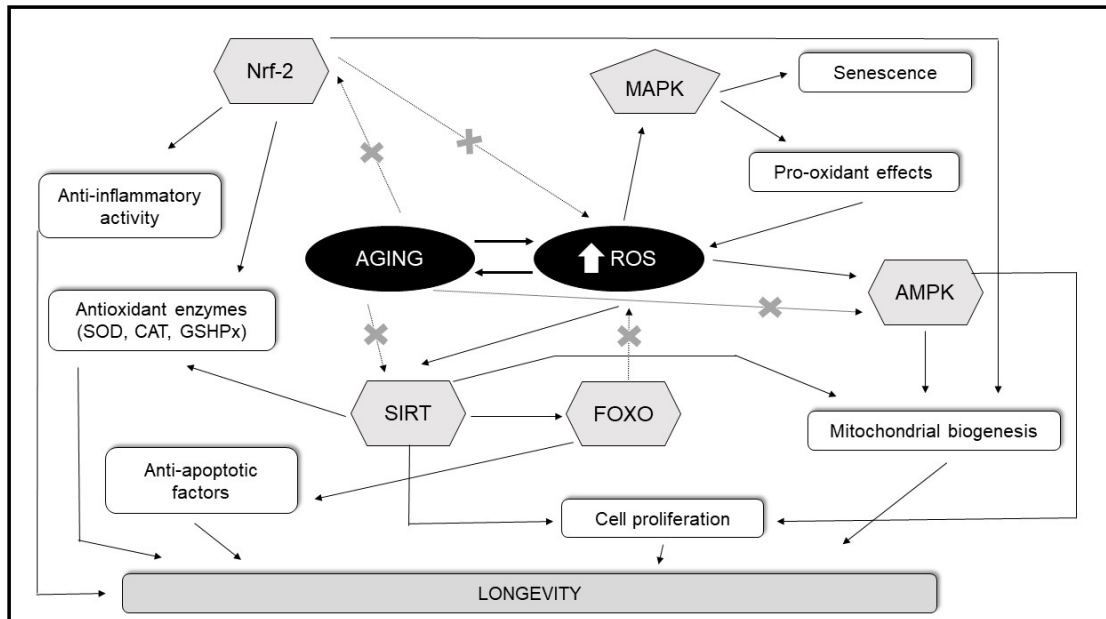 Nrf-2
MAPK
Senescence
Pro-oxidant effects
Anti-inflammatory
activity
AGING
ROS
AMPK
Antioxidant enzymes
(SOD, CAT, GSHPx)
SIRT
FOXO
Mitochondrial biogenesis
Anti-apoptotic
factors
Cell proliferation
LONGEVITY